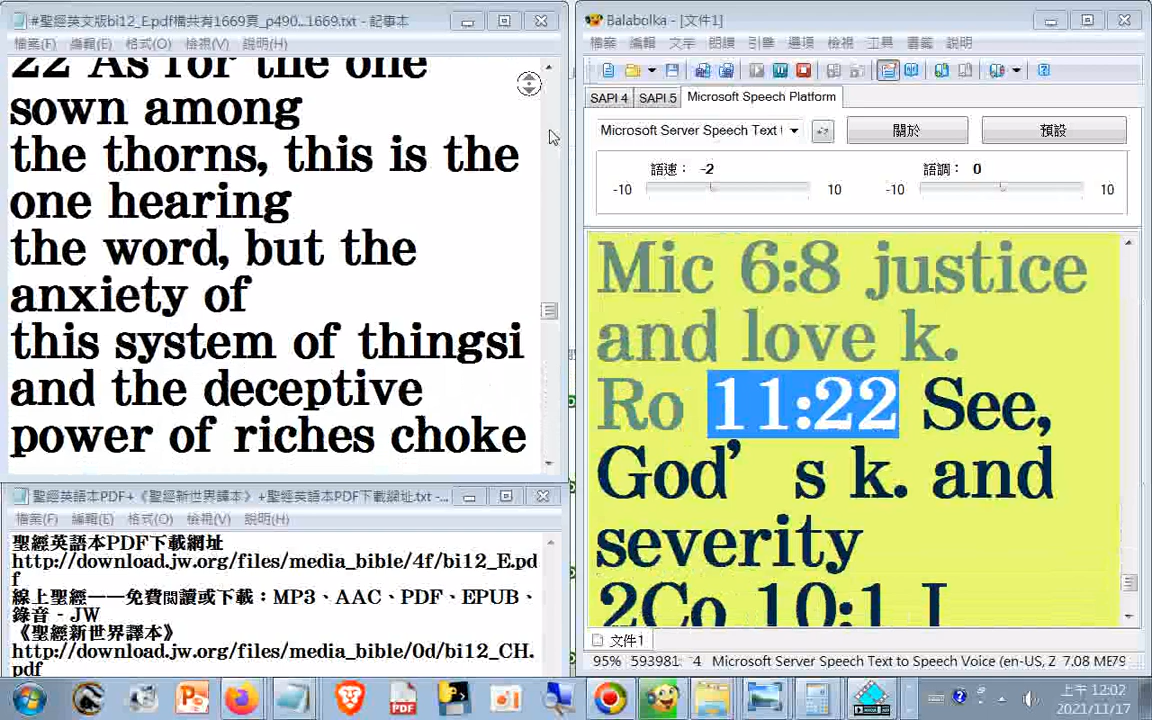 #聖經英文版bi12_E.pdf檔共有1669頁_p490...1669.txt - 記事本
檔案(F) 編輯(E) 格式(O) 檢視(V) 說明(H)
22 As for the one
sown among
the thorns, this is the
one hearing
the word, but the
anxiety of
this system of thingsi
and the deceptive
power of riches choke
聖經英語本PDF+《聖經新世界譯本》+聖經英語本PDF下載網址.txt -...
檔案(F) 編輯(E) 格式(O) 檢視(V) 說明(H)
聖經英語本PDF下載網址
http://download.jw.org/files/media_bible/4f/bi12_E.pd
f
線上聖經——免費閱讀或下載：MP3、AAC、PDF、EPUB、
錄音 - JW
《聖經新世界譯本》
http://download.jw.org/files/media_bible/0d/bi12_CH.
pdf
Balabolka - [文件1]
檔案 編輯 文字 朗讀 引擎 選項 檢視 工具 書籤 說明
SAPI 4 SAPI 5 Microsoft Speech Platform
Microsoft Server Speech Text 關於 預設
語速： -2 語調： 0
-10 10 -10 10
Mic 6:8 justice
and love k.
Ro 11:22 See,
God’s k. and
severity
2Co 10:1 I
文件1
95% 593981: 4 Microsoft Server Speech Text to Speech Voice (en-US, Z 7.08 ME79
PDF
上午 12:02
2021/11/17